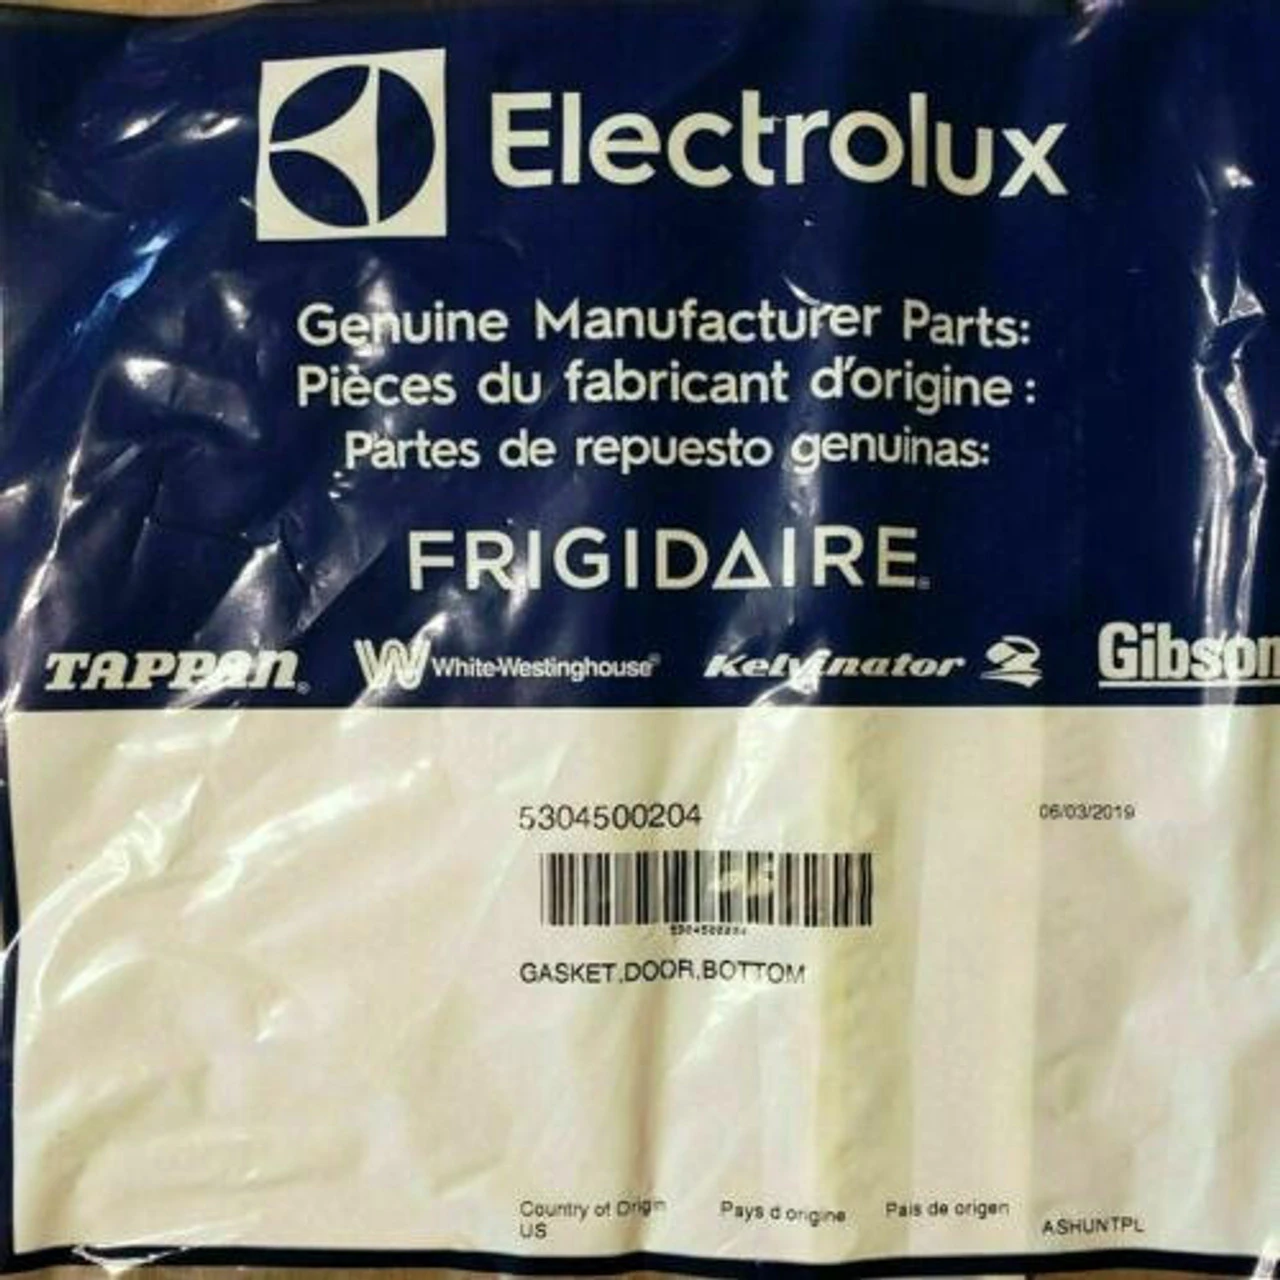 Electrolux
Genuine Manufacturer Parts:
Pièces du fabricant d'origine :
Partes de repuesto genuinas:
FRIGIDAIRE®
TAPPAN® White-Westinghouse® Kelvinator Gibson
5304500204 06/03/2019
5304500204
GASKET,DOOR,BOTTOM
Country of Origin Pays d origine Pais de origen
US ASHUNTPL